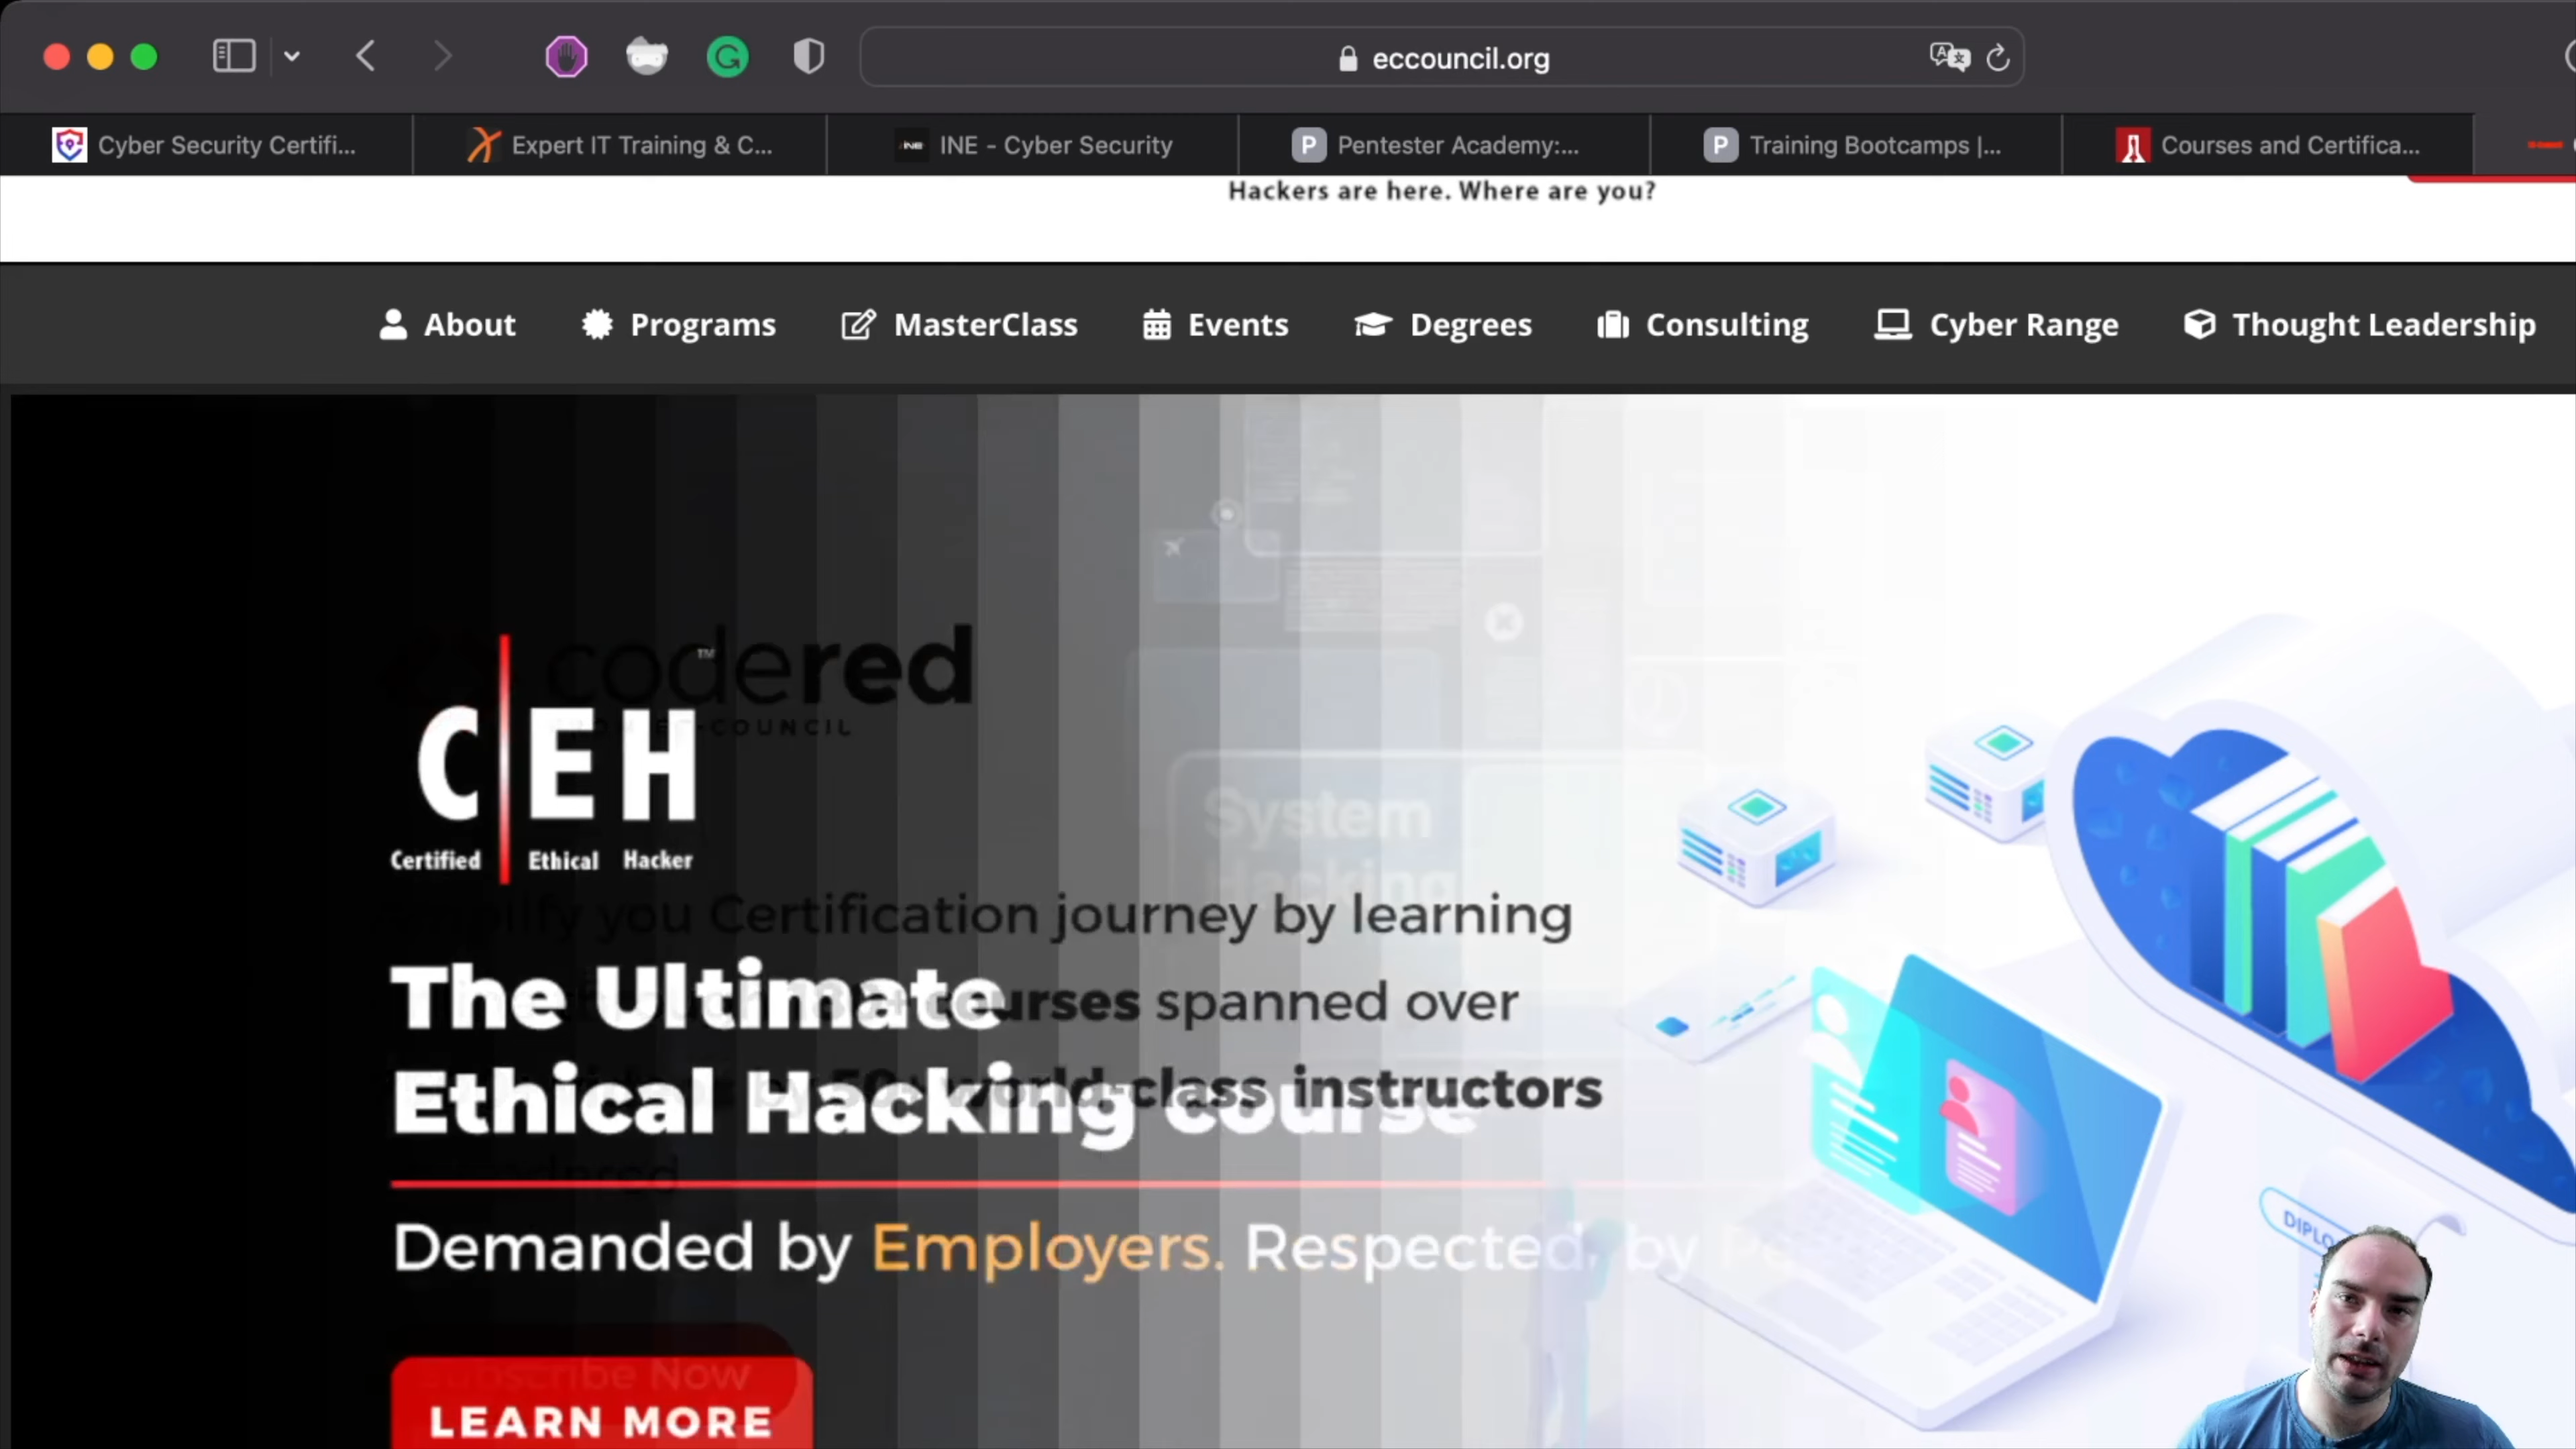 eccouncil.org
Cyber Security Certifi...
Expert IT Training & C...
INE - Cyber Security
Pentester Academy:...
Training Bootcamps |...
Courses and Certifica...
Hackers are here. Where are you?
About
Programs
MasterClass
Events
Degrees
Consulting
Cyber Range
Thought Leadership
codered
™
COUNCIL
C|EH
Certified Ethical Hacker
System
Hacking
you Certification journey by learning
The Ultimate
courses spanned over
Ethical Hacking course
by 50+ world-class instructors
Demanded by Employers. Respected, by
Subscribe Now
LEARN MORE